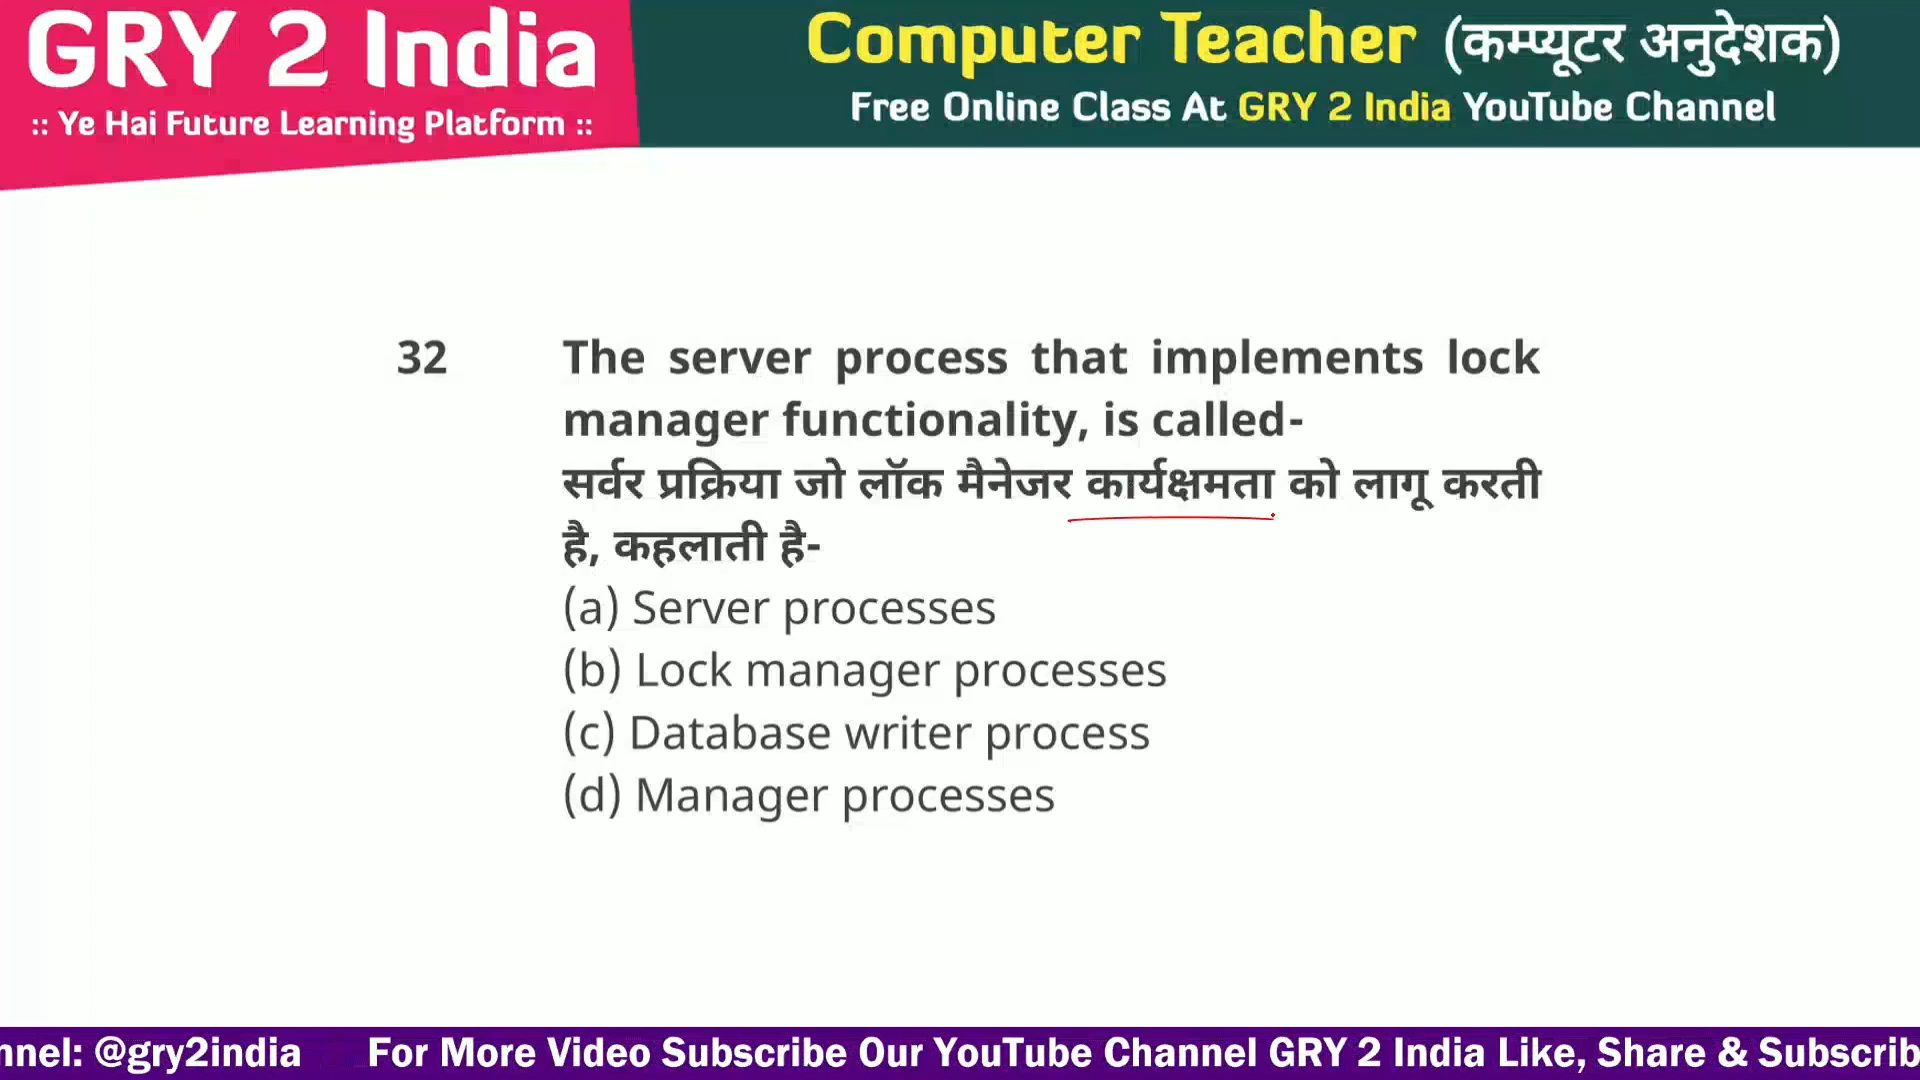 GRY 2 India
:: Ye Hai Future Learning Platform ::
Computer Teacher (कम्प्यूटर अनुदेशक)
Free Online Class At GRY 2 India YouTube Channel
32 The server process that implements lock
manager functionality, is called-
सर्वर प्रक्रिया जो लॉक मैनेजर कार्यक्षमता को लागू करती
है, कहलाती है-
(a) Server processes
(b) Lock manager processes
(c) Database writer process
(d) Manager processes
nnel: @gry2india For More Video Subscribe Our YouTube Channel GRY 2 India Like, Share & Subscrib